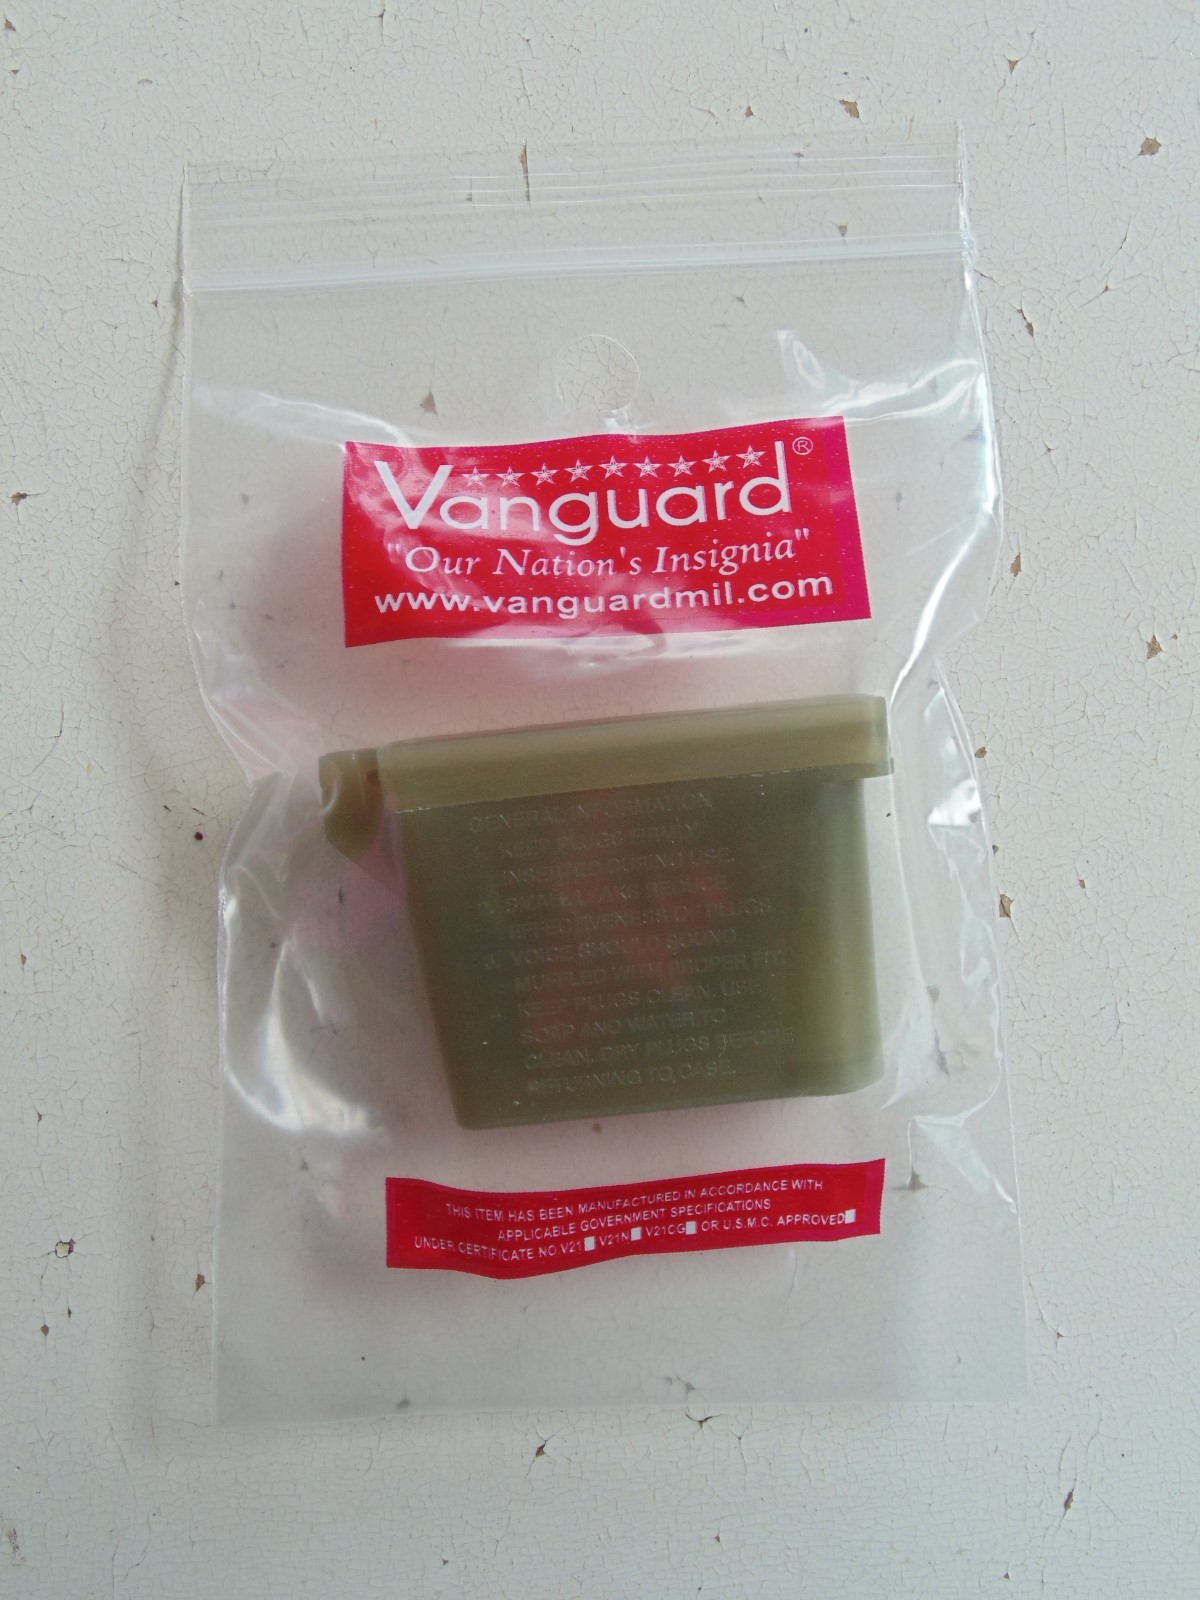 Vanguard®
"Our Nation's Insignia"
www.vanguardmil.com
GENERAL INFORMATION
1. KEEP PLUGS FIRMLY
INSERTED DURING USE.
2. SMALL LEAKS REDUCE
EFFECTIVENESS OF PLUGS.
3. VOICE SHOULD SOUND
MUFFLED WITH PROPER FIT.
4. KEEP PLUGS CLEAN. USE
SOAP AND WATER TO
CLEAN. DRY PLUGS BEFORE
RETURNING TO CASE.
THIS ITEM HAS BEEN MANUFACTURED IN ACCORDANCE WITH
APPLICABLE GOVERNMENT SPECIFICATIONS
UNDER CERTIFICATE NO.V21 V21N V21CG OR U.S.M.C. APPROVED